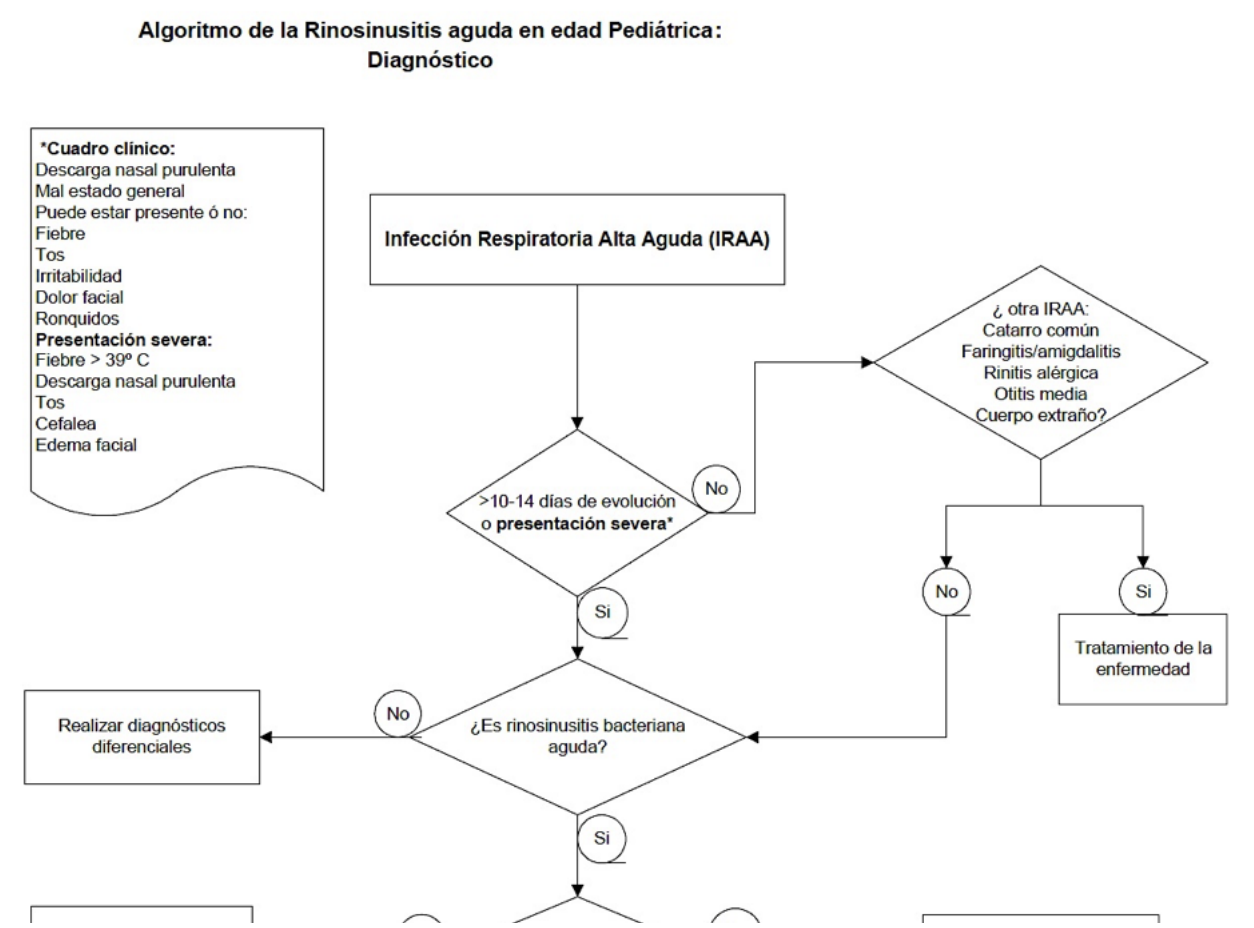 Algoritmo de la Rinosinusitis aguda en edad Pediátrica:
Diagnóstico
*Cuadro clínico:
Descarga nasal purulenta
Mal estado general
Puede estar presente ó no:
Fiebre
Tos
Irritabilidad
Dolor facial
Ronquidos
Presentación severa:
Fiebre > 39º C
Descarga nasal purulenta
Tos
Cefalea
Edema facial
Infección Respiratoria Alta Aguda (IRAA)
¿ otra IRAA:
Catarro común
Faringitis/amigdalitis
Rinitis alérgica
Otitis media
Cuerpo extraño?
>10-14 días de evolución
o presentación severa*
No
Si
No
Si
Tratamiento de la
enfermedad
¿Es rinosinusitis bacteriana
aguda?
No
Realizar diagnósticos
diferenciales
Si